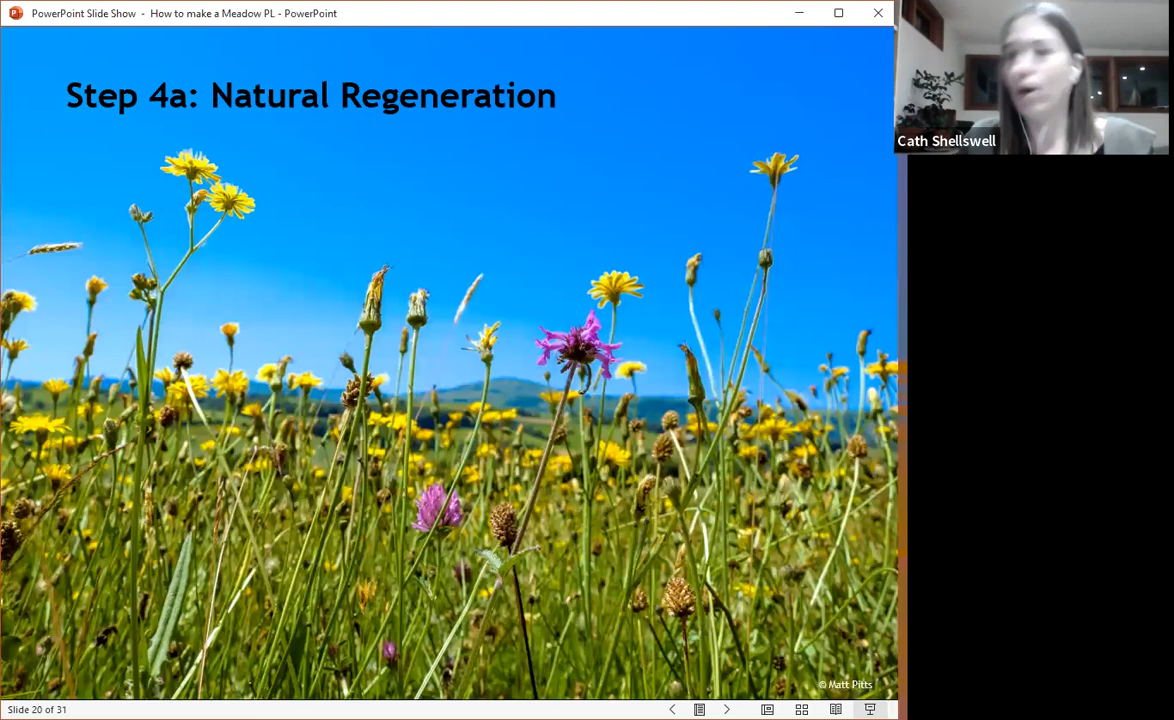 PowerPoint Slide Show - How to make a Meadow PL - PowerPoint
Step 4a: Natural Regeneration
Cath Shellswell
© Matt Pitts
Slide 20 of 31